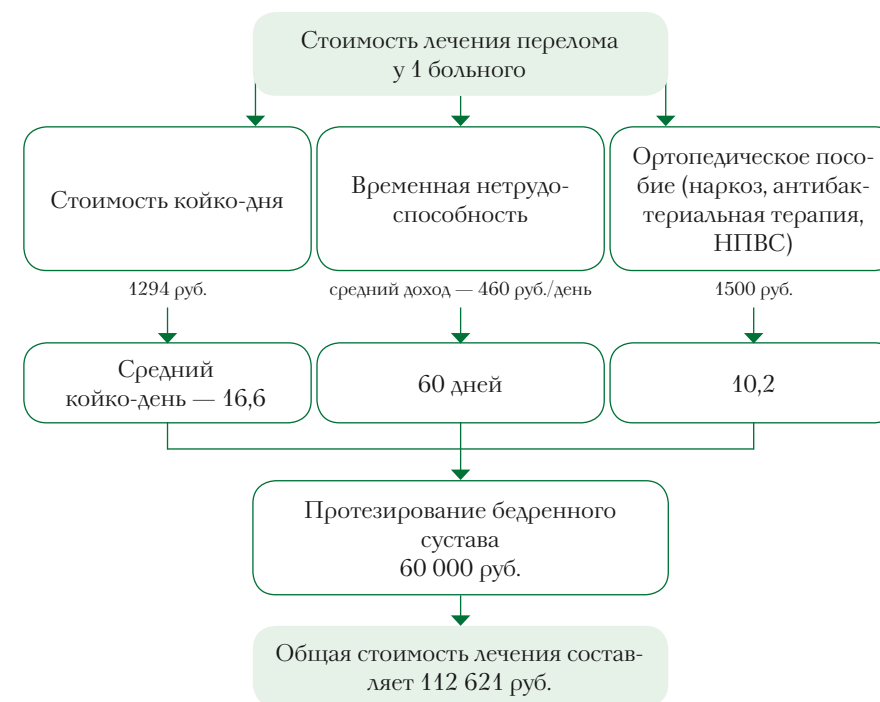 Стоимость лечения перелома
у 1 больного
Стоимость койко-дня
Временная нетрудо-
способность
Ортопедическое посо-
бие (наркоз, антибак-
териальная терапия,
НПВС)
1294 руб.
средний доход — 460 руб./день
1500 руб.
Средний
койко-день — 16,6
60 дней
10,2
Протезирование бедренного
сустава
60 000 руб.
Общая стоимость лечения состав-
ляет 112 621 руб.